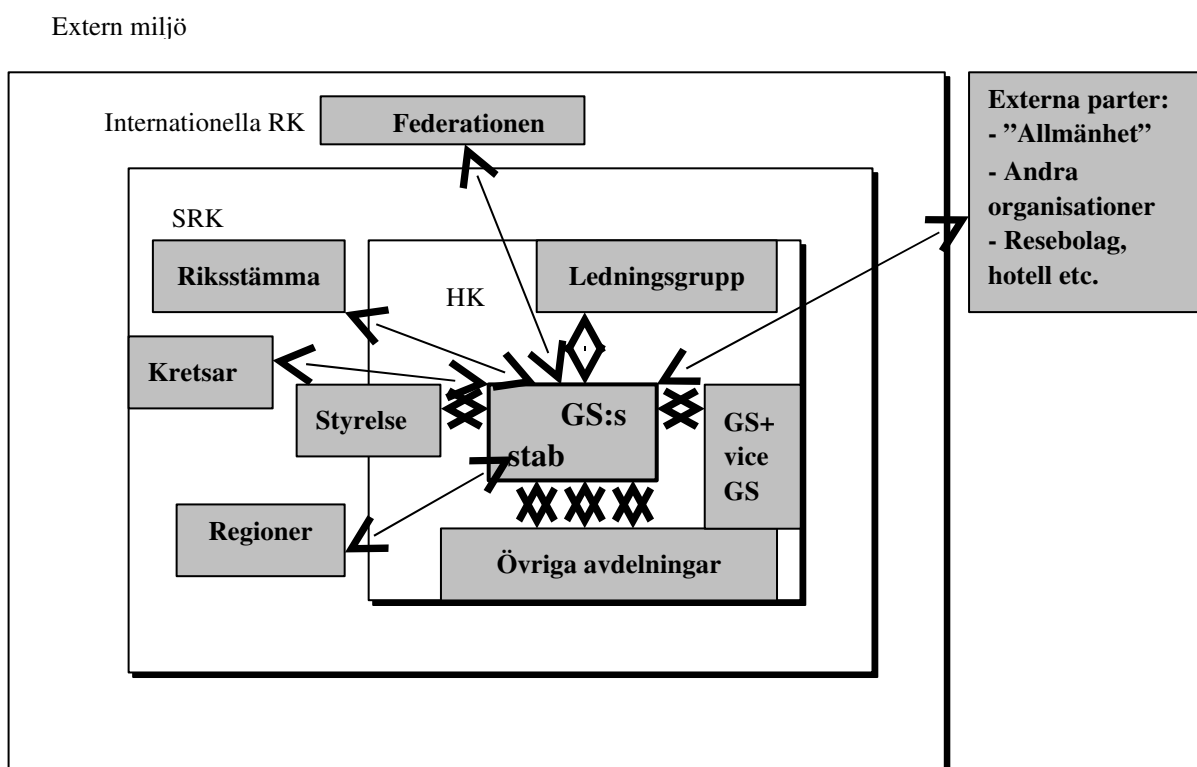 Extern miljö
Externa parter:
- ”Allmänhet”
- Andra
organisationer
- Resebolag,
hotell etc.
Internationella RK
Federationen
SRK
Riksstämma
HK
Ledningsgrupp
Kretsar
Styrelse
GS:s
stab
GS+
vice
GS
Regioner
Övriga avdelningar